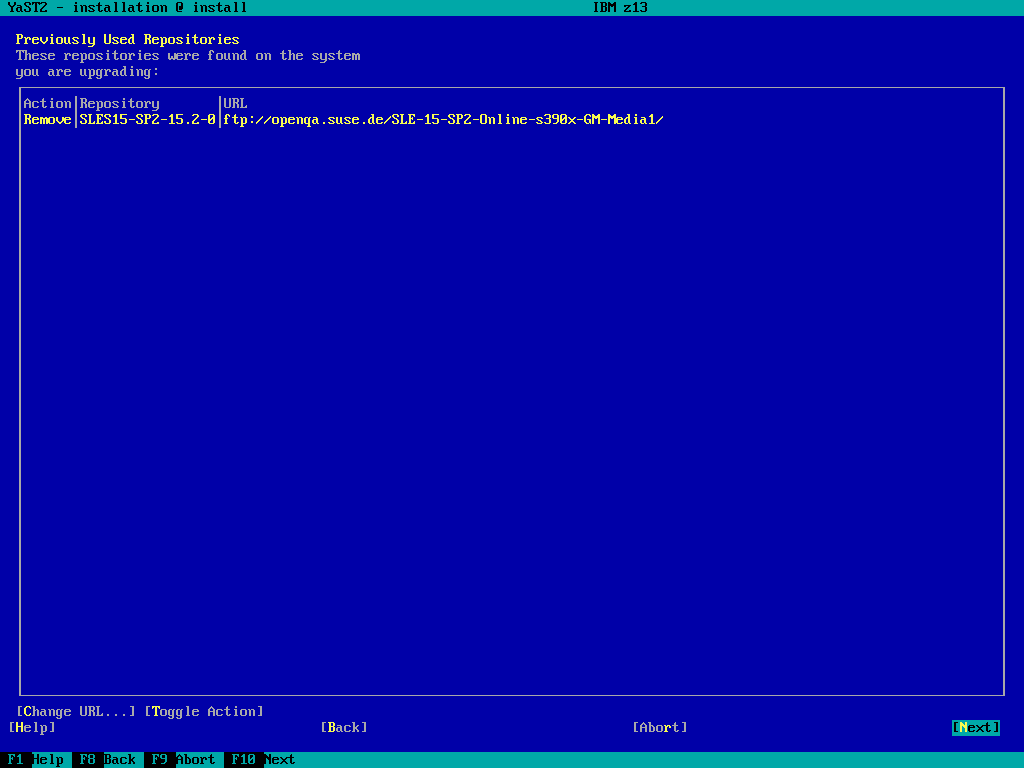 YaST2 - installation @ install IBM z13
Previously Used Repositories
These repositories were found on the system
you are upgrading:
Action|Repository |URL
Remove|SLES15-SP2-15.2-0|ftp://openqa.suse.de/SLE-15-SP2-Online-s390x-GM-Media1/
[Change URL...] [Toggle Action]
[Help] [Back] [Abort] [Next]
F1 Help F8 Back F9 Abort F10 Next